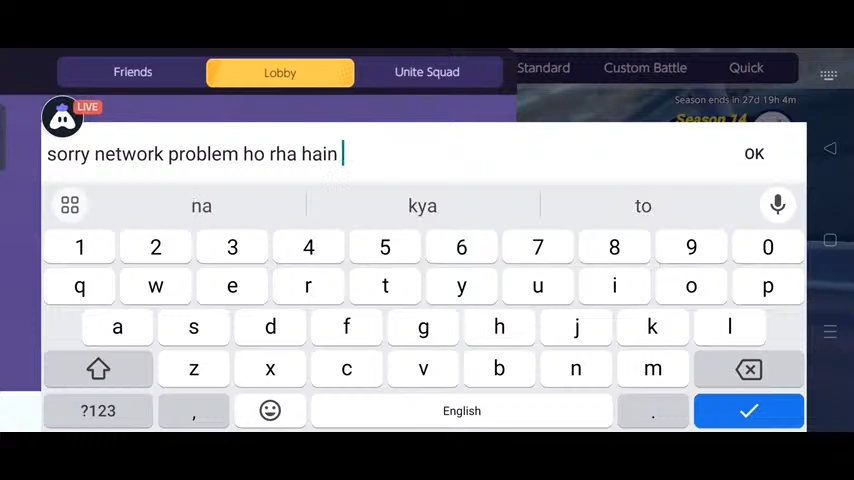 Friends Lobby Unite Squad Standard Custom Battle Quick
Season ends in 27d 19h 4m
Season 14
LIVE
sorry network problem ho rha hain OK
na kya to
1 2 3 4 5 6 7 8 9 0
q w e r t y u i o p
a s d f g h j k l
z x c v b n m
?123 , English .